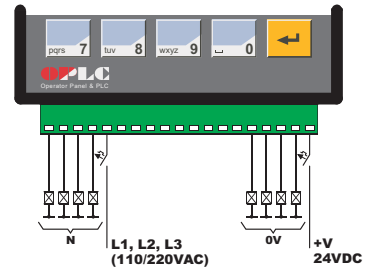 pqrs 7 tuv 8 wxyz 9 0
OPLC
Operator Panel & PLC
N 0V
L1, L2, L3
(110/220VAC)
+V
24VDC